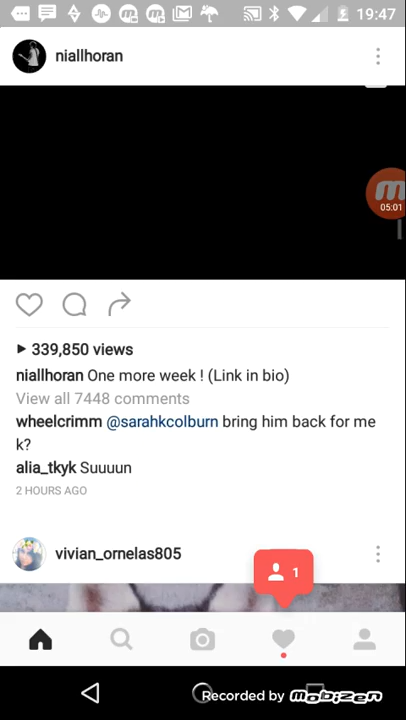 19:47
niallhoran
05:01
339,850 views
niallhoran One more week ! (Link in bio)
View all 7448 comments
wheelcrimm @sarahkcolburn bring him back for me
k?
alia_tkyk Suuuun
2 HOURS AGO
vivian_ornelas805
1
Recorded by mobizen